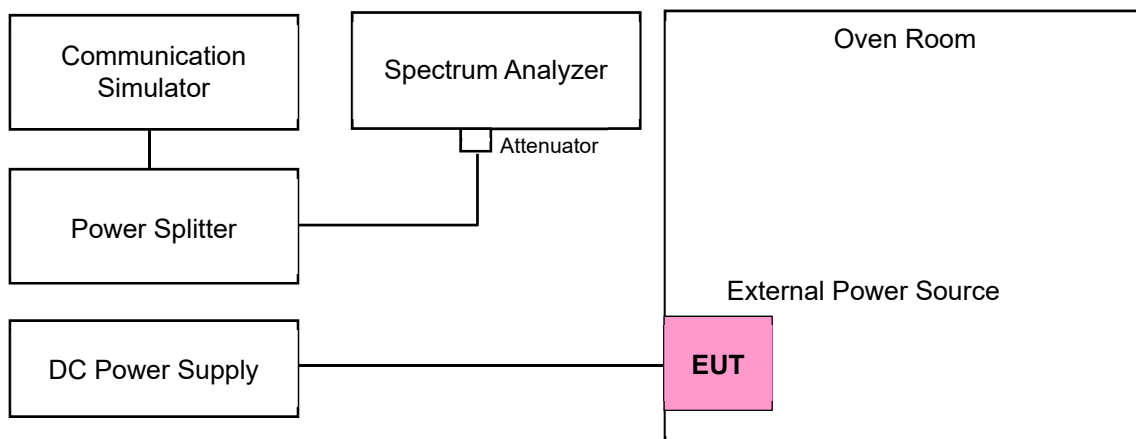 Communication
Simulator
Spectrum Analyzer
Oven Room
Attenuator
Power Splitter
External Power Source
DC Power Supply
EUT